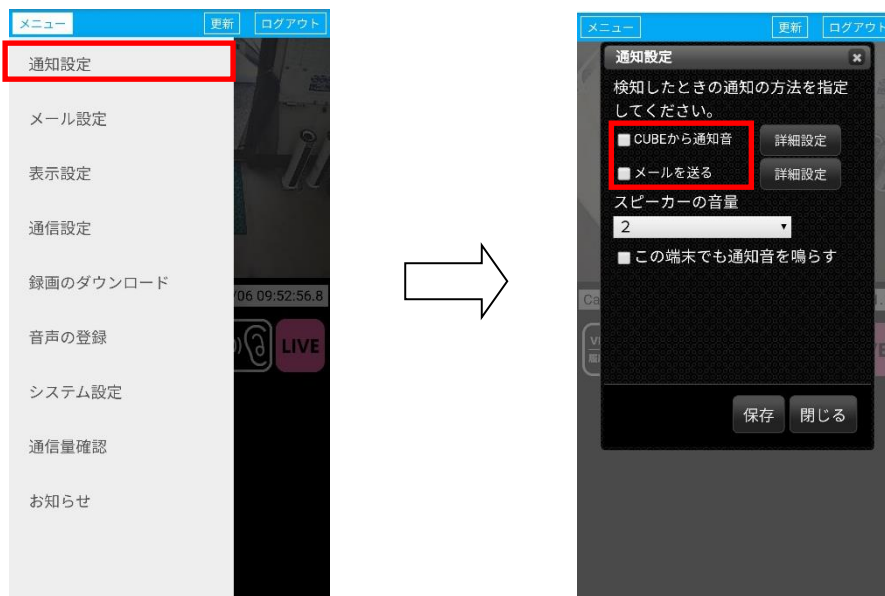 メニュー 更新 ログアウト
通知設定
メール設定
表示設定
通信設定
録画のダウンロード
/06 09:52:56.8
音声の登録
LIVE
システム設定
通信量確認
お知らせ
メニュー 更新 ログアウト
通知設定
検知したときの通知の方法を指定
してください。
CUBEから通知音 詳細設定
メールを送る 詳細設定
スピーカーの音量
2
この端末でも通知音を鳴らす
Ca
保存 閉じる